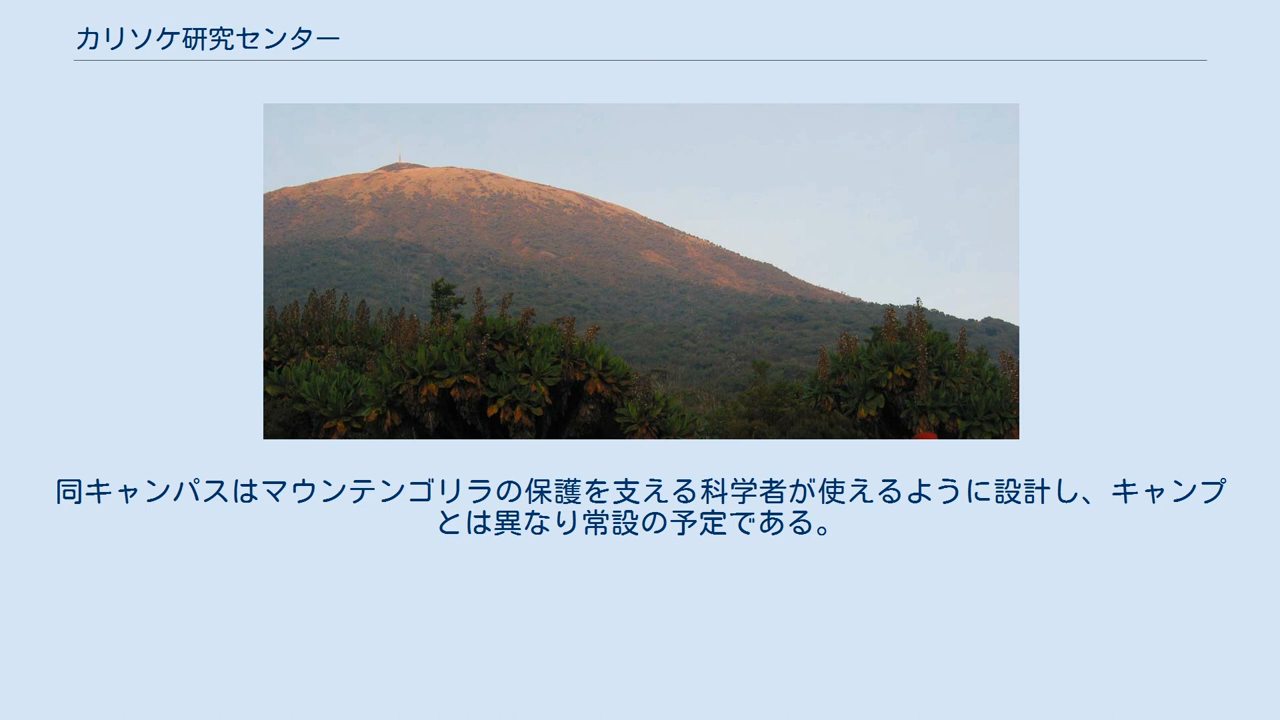 カリソケ研究センター
同キャンパスはマウンテンゴリラの保護を支える科学者が使えるように設計し、キャンプ
とは異なり常設の予定である。